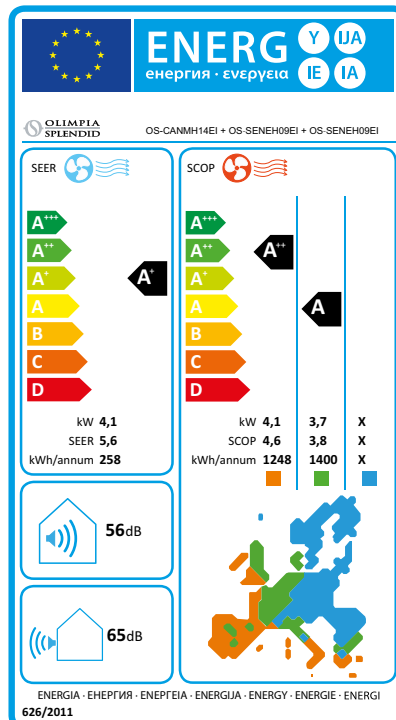 ENERG
енергия · ενεργεια
Y IJA
IE IA
OLIMPIA
SPLENDID
OS-CANMH14EI + OS-SENEH09EI + OS-SENEH09EI
SEER
A+++
A++
A+
A
B
C
D
A+
kW 4,1
SEER 5,6
kWh/annum 258
SCOP
A+++
A++
A+
A
B
C
D
A++
A
kW 4,1 3,7 X
SCOP 4,6 3,8 X
kWh/annum 1248 1400 X
56dB
65dB
ENERGIA · ЕНЕРГИЯ · ΕΝΕΡΓΕΙΑ · ENERGIJA · ENERGY · ENERGIE · ENERGI
626/2011